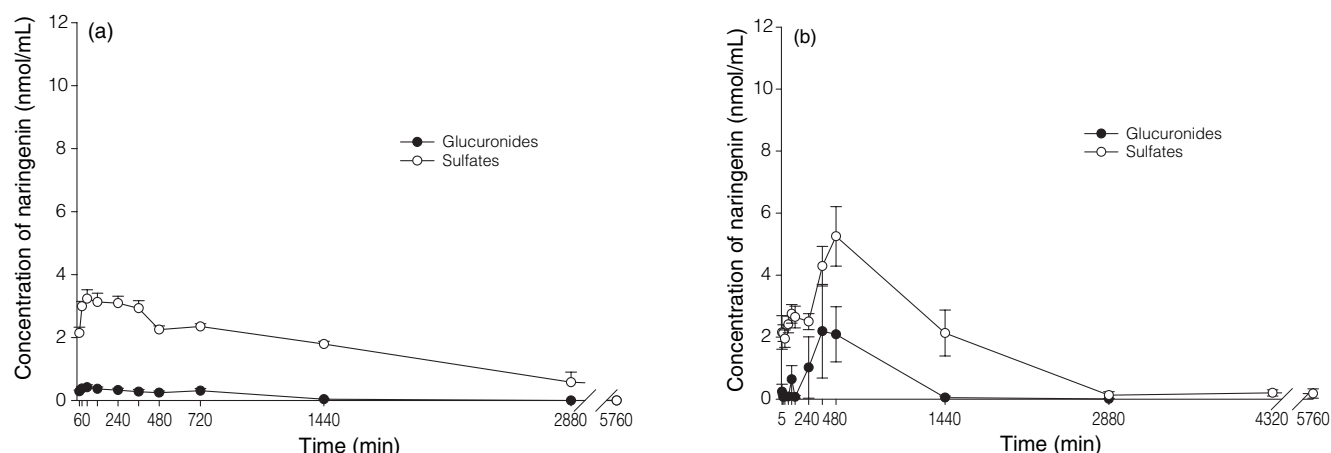 (a)
Concentration of naringenin (nmol/mL)
12
10
8
6
4
2
0
Glucuronides
Sulfates
60 240 480 720 1440 2880 5760
Time (min)
(b)
Concentration of naringenin (nmol/mL)
12
10
8
6
4
2
0
Glucuronides
Sulfates
5 240 480 1440 2880 4320 5760
Time (min)